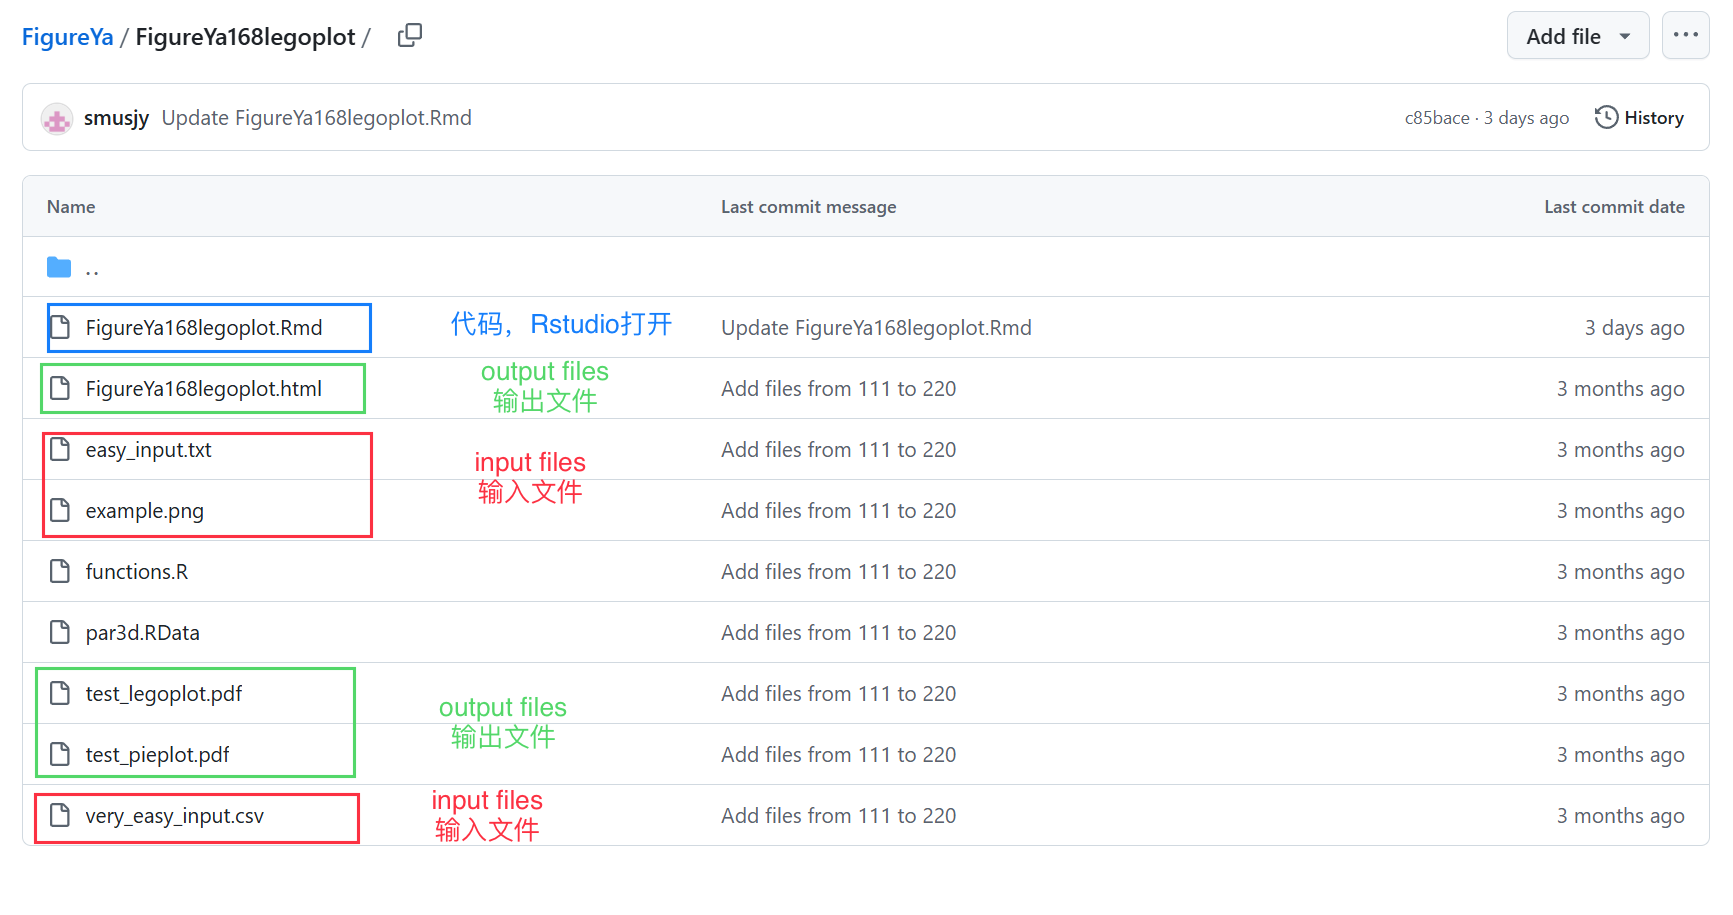 FigureYa / FigureYa168legoplot /
Add file
smusjy Update FigureYa168legoplot.Rmd
c85bace · 3 days ago
History
Name
Last commit message
Last commit date
..
FigureYa168legoplot.Rmd
代码，Rstudio打开
Update FigureYa168legoplot.Rmd
3 days ago
FigureYa168legoplot.html
output files
输出文件
Add files from 111 to 220
3 months ago
easy_input.txt
Add files from 111 to 220
3 months ago
input files
输入文件
example.png
Add files from 111 to 220
3 months ago
functions.R
Add files from 111 to 220
3 months ago
par3d.RData
Add files from 111 to 220
3 months ago
test_legoplot.pdf
Add files from 111 to 220
3 months ago
output files
输出文件
test_pieplot.pdf
Add files from 111 to 220
3 months ago
very_easy_input.csv
input files
输入文件
Add files from 111 to 220
3 months ago